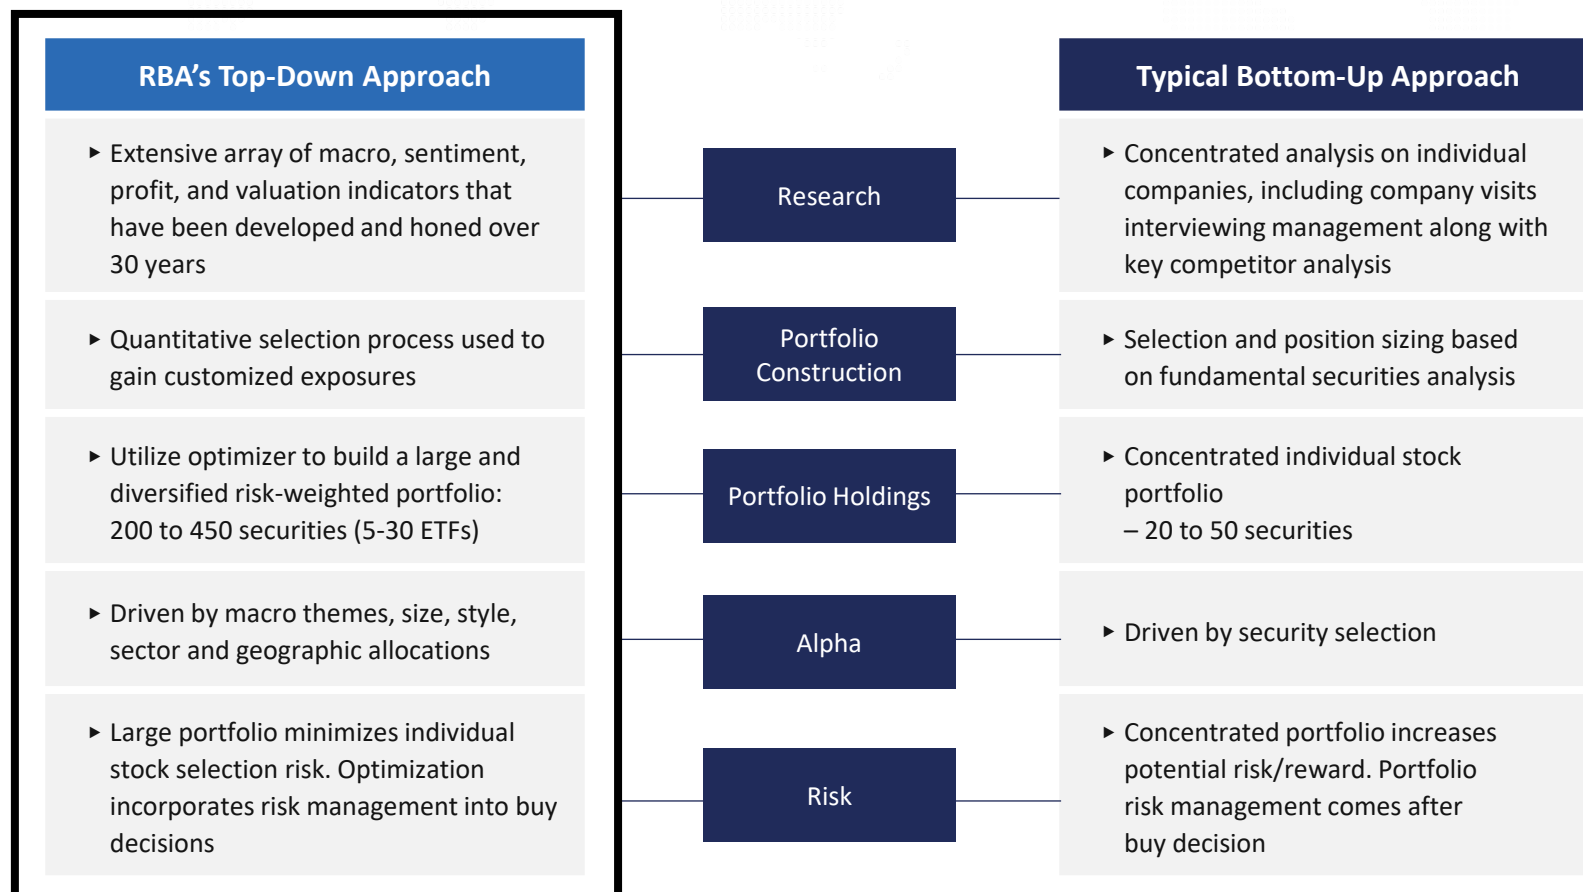 RBA's Top-Down Approach
▸ Extensive array of macro, sentiment,
profit, and valuation indicators that
have been developed and honed over
30 years
▸ Quantitative selection process used to
gain customized exposures
▸ Utilize optimizer to build a large and
diversified risk-weighted portfolio:
200 to 450 securities (5-30 ETFs)
▸ Driven by macro themes, size, style,
sector and geographic allocations
▸ Large portfolio minimizes individual
stock selection risk. Optimization
incorporates risk management into buy
decisions
Research
Portfolio
Construction
Portfolio Holdings
Alpha
Risk
Typical Bottom-Up Approach
▸ Concentrated analysis on individual
companies, including company visits
interviewing management along with
key competitor analysis
▸ Selection and position sizing based
on fundamental securities analysis
▸ Concentrated individual stock
portfolio
– 20 to 50 securities
▸ Driven by security selection
▸ Concentrated portfolio increases
potential risk/reward. Portfolio
risk management comes after
buy decision